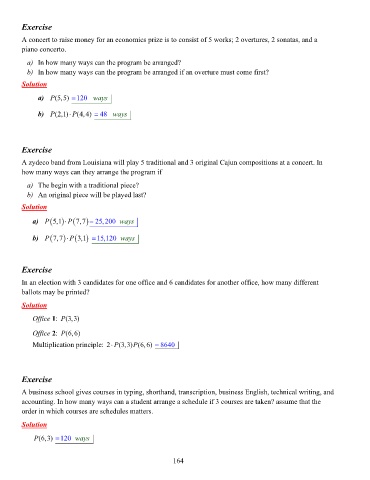 Exercise
A concert to raise money for an economics prize is to consist of 5 works; 2 overtures, 2 sonatas, and a
piano concerto.
a) In how many ways can the program be arranged?
b) In how many ways can the program be arranged if an overture must come first?
Solution
a) P(5,5) = 120 ways
b) P(2,1)·P(4,4) = 48 ways
Exercise
A zydeco band from Louisiana will play 5 traditional and 3 original Cajun compositions at a concert. In
how many ways can they arrange the program if
a) The begin with a traditional piece?
b) An original piece will be played last?
Solution
a) P(5,1)·P(7,7) = 25,200 ways
b) P(7,7)·P(3,1) = 15,120 ways
Exercise
In an election with 3 candidates for one office and 6 candidates for another office, how many different
ballots may be printed?
Solution
Office 1: P(3,3)
Office 2: P(6,6)
Multiplication principle: 2·P(3,3)P(6,6) = 8640
Exercise
A business school gives courses in typing, shorthand, transcription, business English, technical writing, and
accounting. In how many ways can a student arrange a schedule if 3 courses are taken? assume that the
order in which courses are schedules matters.
Solution
P(6,3) = 120 ways
164